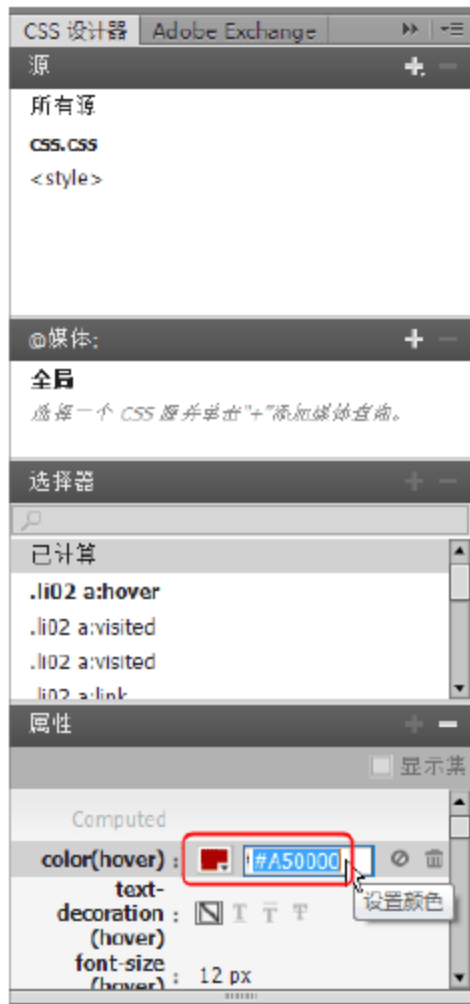 CSS 设计器 Adobe Exchange
源
所有源
css.css
<style>
@媒体:
全局
选择一个 CSS 源并单击"+"添加媒体查询。
选择器
已计算
.li02 a:hover
.li02 a:visited
.li02 a:visited
.li02 a:link
属性
显示集
Computed
color(hover) : #A50000
设置颜色
text-
decoration :
(hover)
font-size
(hover) : 12 px